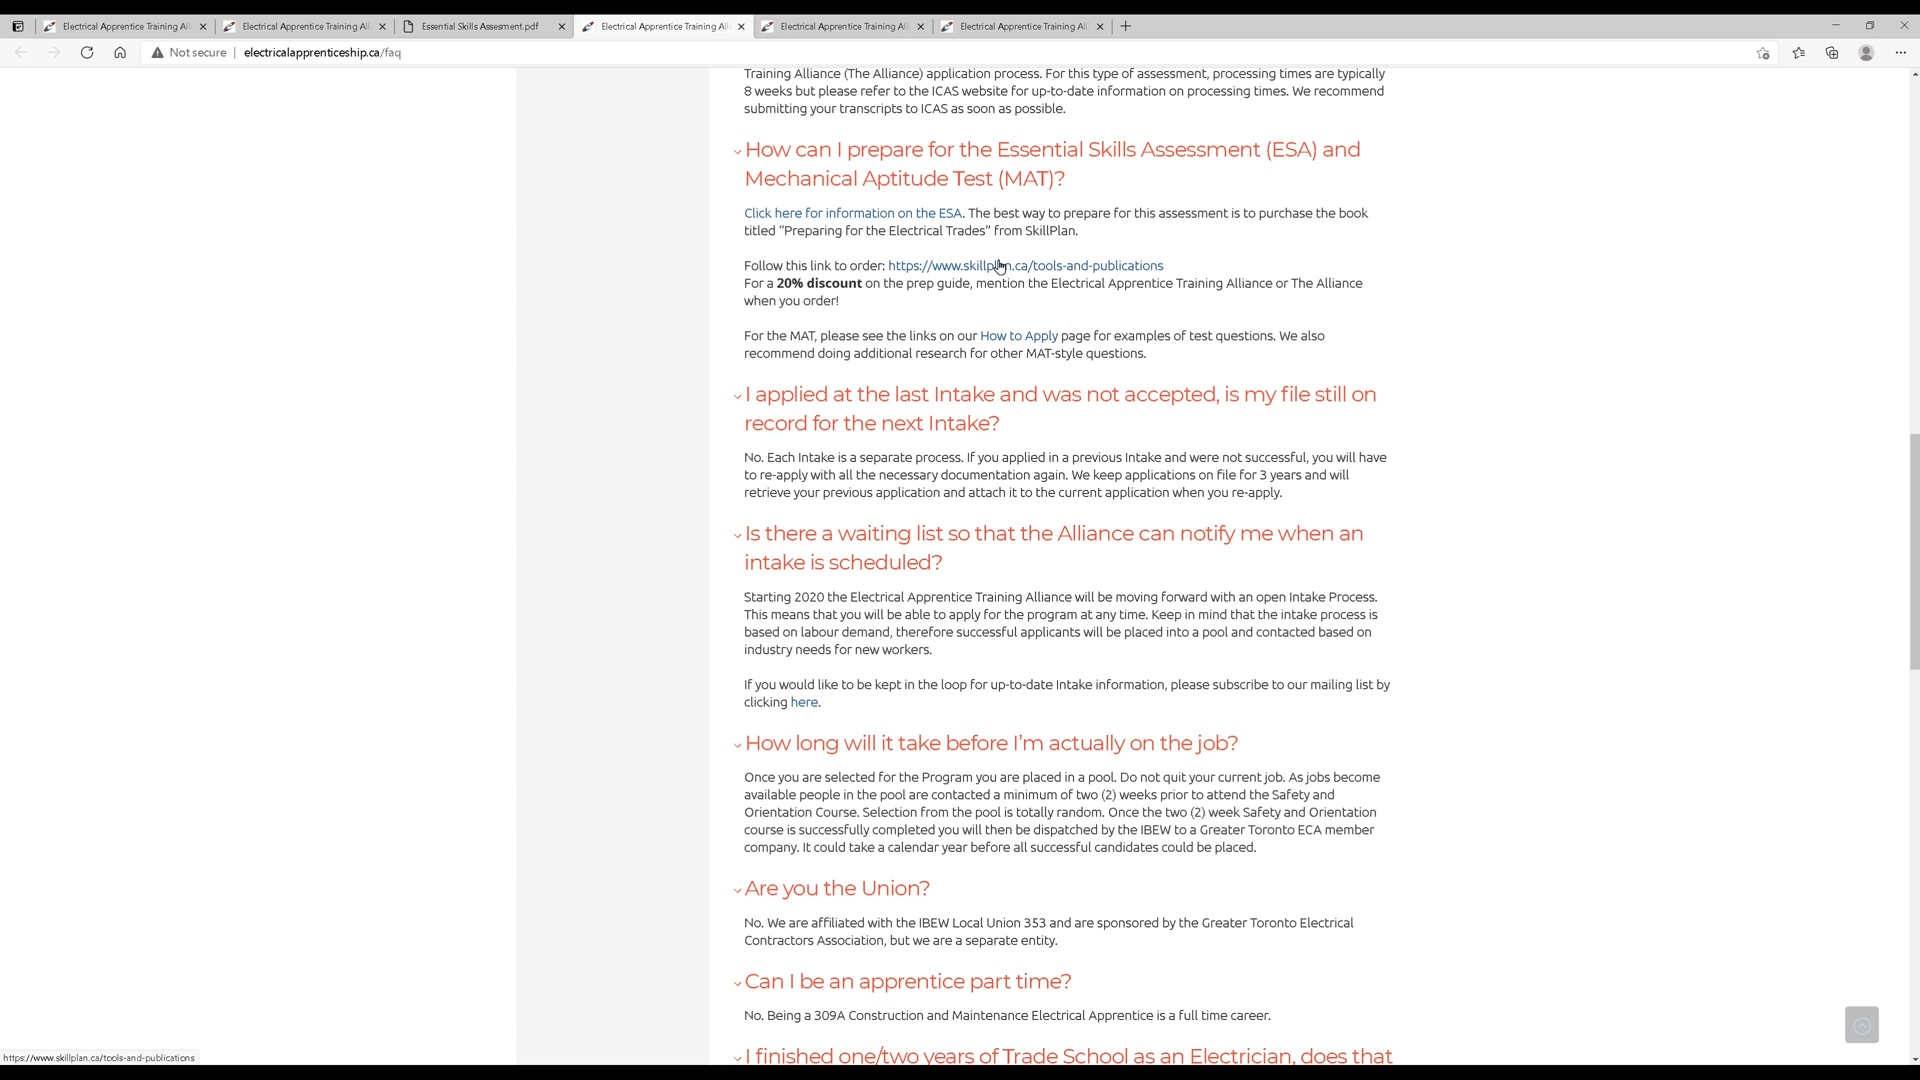 Electrical Apprentice Training Al
Electrical Apprentice Training Al
Essential Skills Assesment.pdf
Electrical Apprentice Training Al
Electrical Apprentice Training Al
Electrical Apprentice Training Al
Not secure
electricalapprenticeship.ca/faq
Training Alliance (The Alliance) application process. For this type of assessment, processing times are typically
8 weeks but please refer to the ICAS website for up-to-date information on processing times. We recommend
submitting your transcripts to ICAS as soon as possible.
How can I prepare for the Essential Skills Assessment (ESA) and
Mechanical Aptitude Test (MAT)?
Click here for information on the ESA. The best way to prepare for this assessment is to purchase the book
titled “Preparing for the Electrical Trades” from SkillPlan.
Follow this link to order: https://www.skillplan.ca/tools-and-publications
For a 20% discount on the prep guide, mention the Electrical Apprentice Training Alliance or The Alliance
when you order!
For the MAT, please see the links on our How to Apply page for examples of test questions. We also
recommend doing additional research for other MAT-style questions.
I applied at the last Intake and was not accepted, is my file still on
record for the next Intake?
No. Each Intake is a separate process. If you applied in a previous Intake and were not successful, you will have
to re-apply with all the necessary documentation again. We keep applications on file for 3 years and will
retrieve your previous application and attach it to the current application when you re-apply.
Is there a waiting list so that the Alliance can notify me when an
intake is scheduled?
Starting 2020 the Electrical Apprentice Training Alliance will be moving forward with an open Intake Process.
This means that you will be able to apply for the program at any time. Keep in mind that the intake process is
based on labour demand, therefore successful applicants will be placed into a pool and contacted based on
industry needs for new workers.
If you would like to be kept in the loop for up-to-date Intake information, please subscribe to our mailing list by
clicking here.
How long will it take before I’m actually on the job?
Once you are selected for the Program you are placed in a pool. Do not quit your current job. As jobs become
available people in the pool are contacted a minimum of two (2) weeks prior to attend the Safety and
Orientation Course. Selection from the pool is totally random. Once the two (2) week Safety and Orientation
course is successfully completed you will then be dispatched by the IBEW to a Greater Toronto ECA member
company. It could take a calendar year before all successful candidates could be placed.
Are you the Union?
No. We are affiliated with the IBEW Local Union 353 and are sponsored by the Greater Toronto Electrical
Contractors Association, but we are a separate entity.
Can I be an apprentice part time?
No. Being a 309A Construction and Maintenance Electrical Apprentice is a full time career.
I finished one/two years of Trade School as an Electrician, does that
https://www.skillplan.ca/tools-and-publications